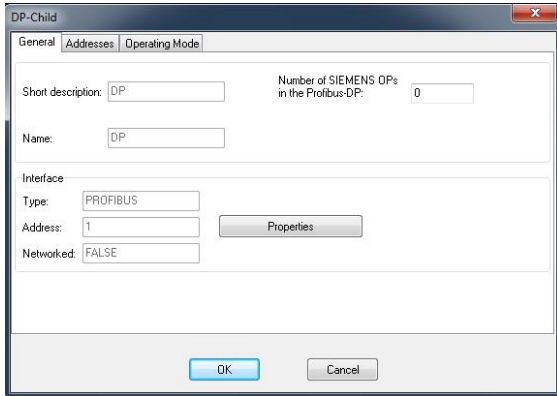 DP-Child
General Addresses Operating Mode
Short description: DP
Number of SIEMENS OPs
in the Profibus-DP: 0
Name: DP
Interface
Type: PROFIBUS
Address: 1
Properties
Networked: FALSE
OK Cancel